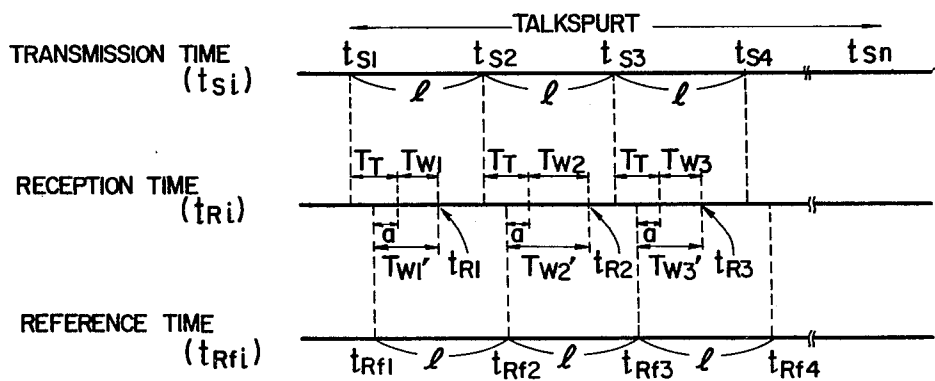 TALKSPURT
TRANSMISSION TIME
(tSi)
tS1 tS2 tS3 tS4 tSn
ℓ ℓ ℓ
TT TW1 TT TW2 TT TW3
RECEPTION TIME
(tRi)
a a a
TW1' tR1 TW2' tR2 TW3' tR3
REFERENCE TIME
(tRfi)
tRf1 ℓ tRf2 ℓ tRf3 ℓ tRf4